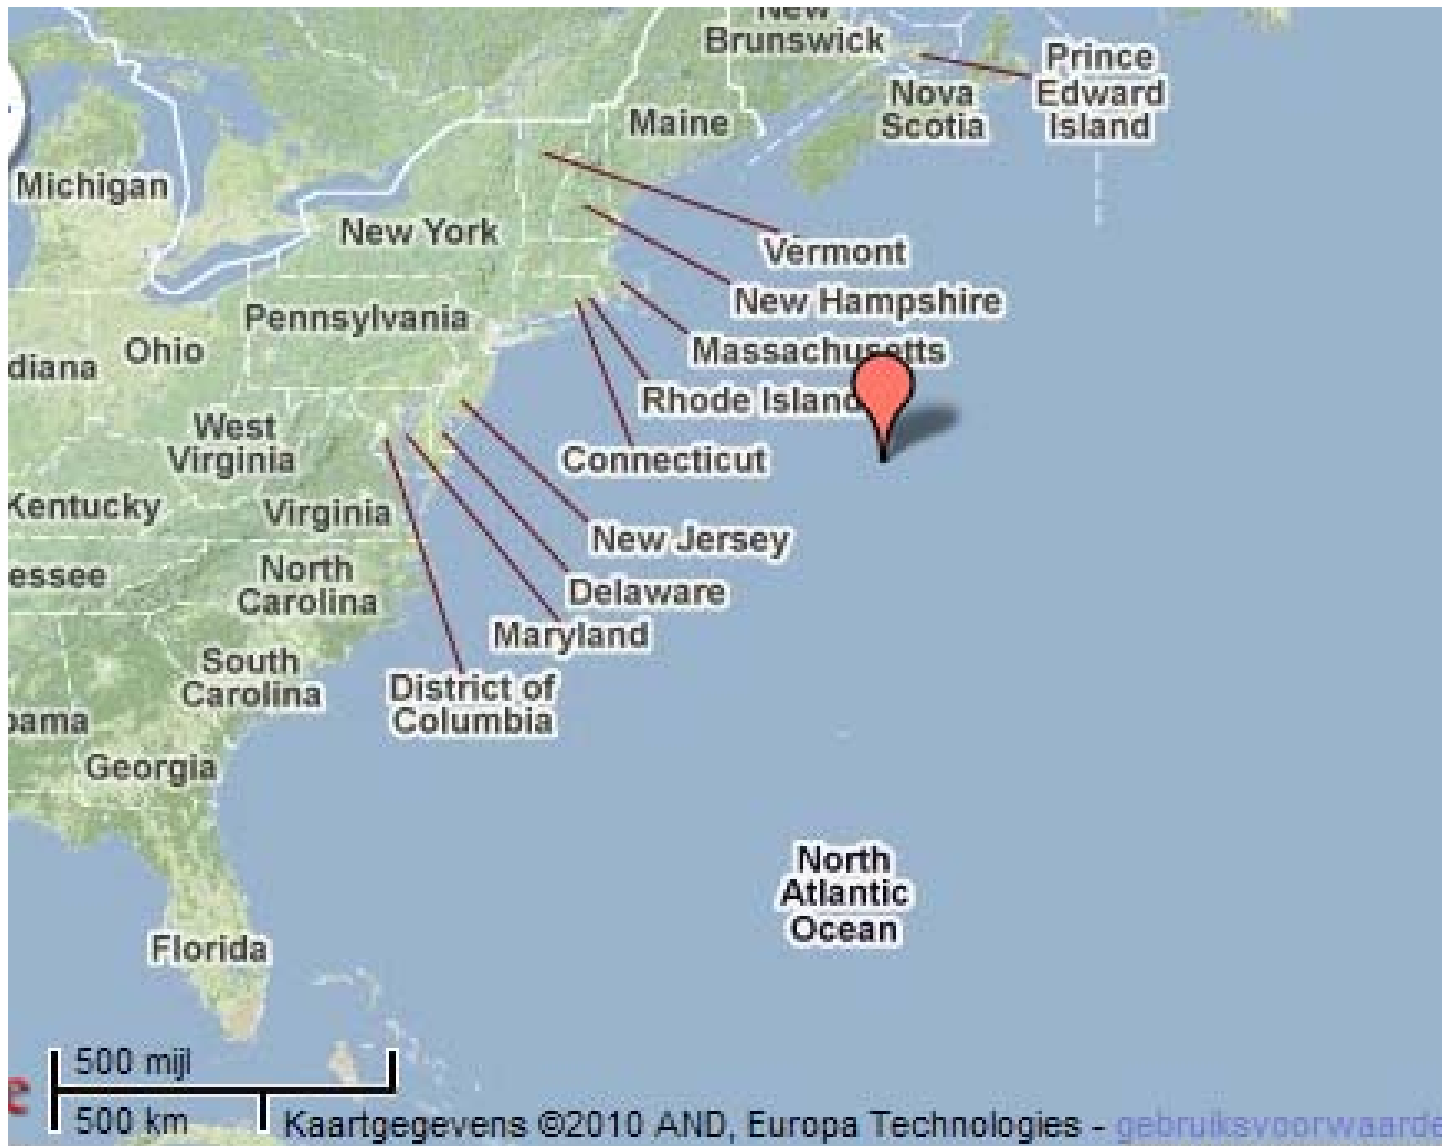 New
Brunswick
Prince
Edward
Island
Nova
Scotia
Maine
Michigan
New York
Vermont
New Hampshire
Pennsylvania
Massachusetts
Ohio
diana
Rhode Island
West
Virginia
Connecticut
Kentucky
Virginia
New Jersey
essee
North
Carolina
Delaware
Maryland
South
Carolina
District of
Columbia
bama
Georgia
North
Atlantic
Ocean
Florida
500 mijl
500 km
e
Kaartgegevens ©2010 AND, Europa Technologies - gebruiksvoorwaarde